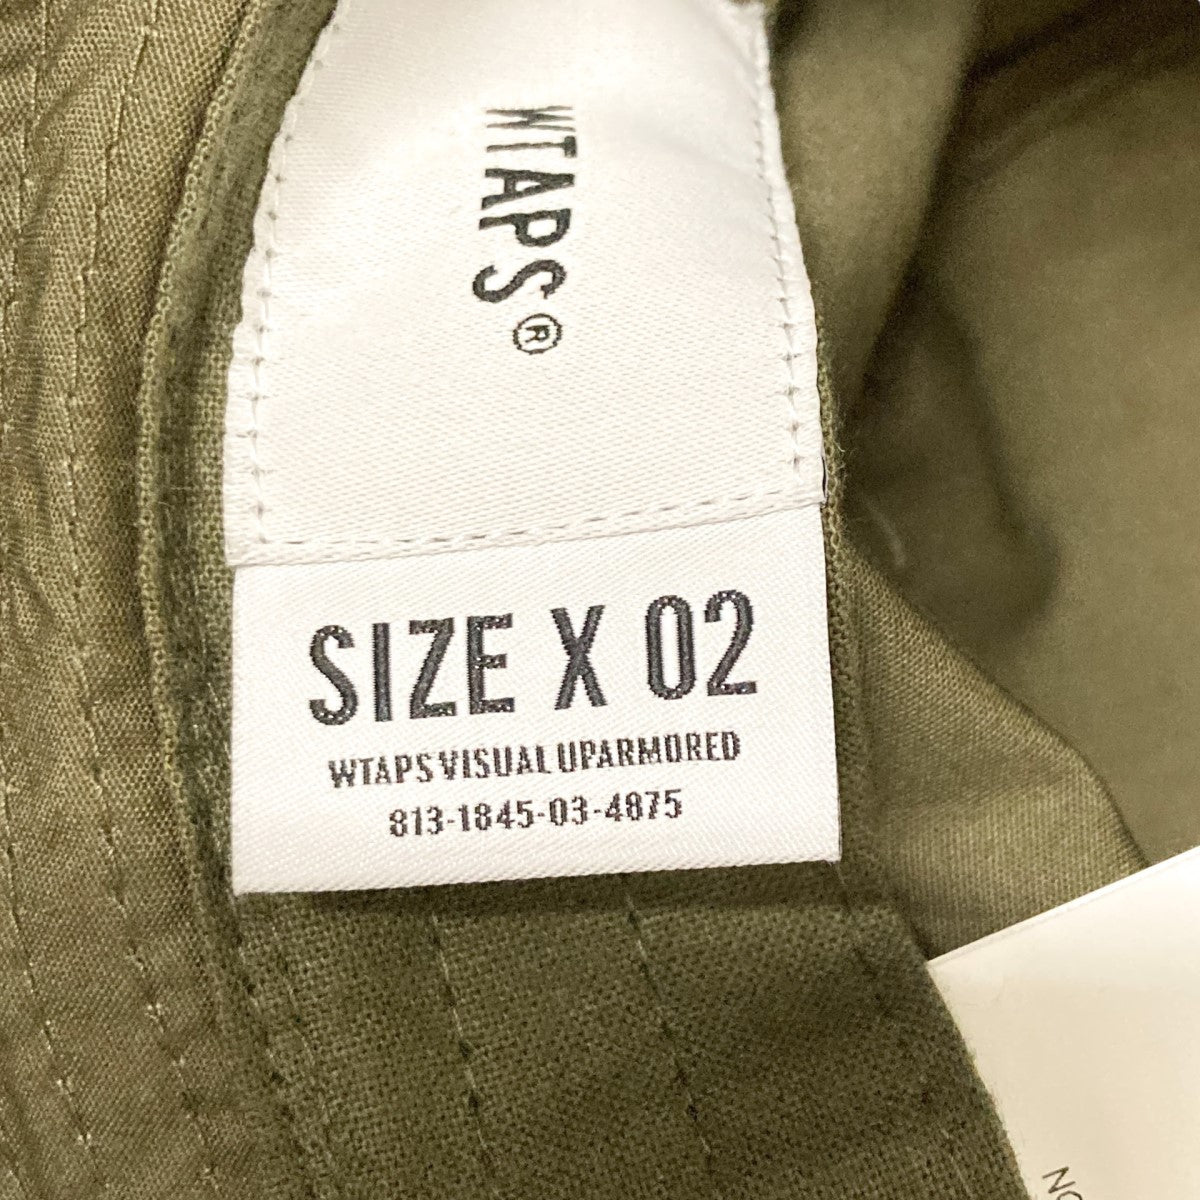 WTAPS®
SIZE X 02
WTAPS VISUAL UPARMORED
813-1845-03-4875